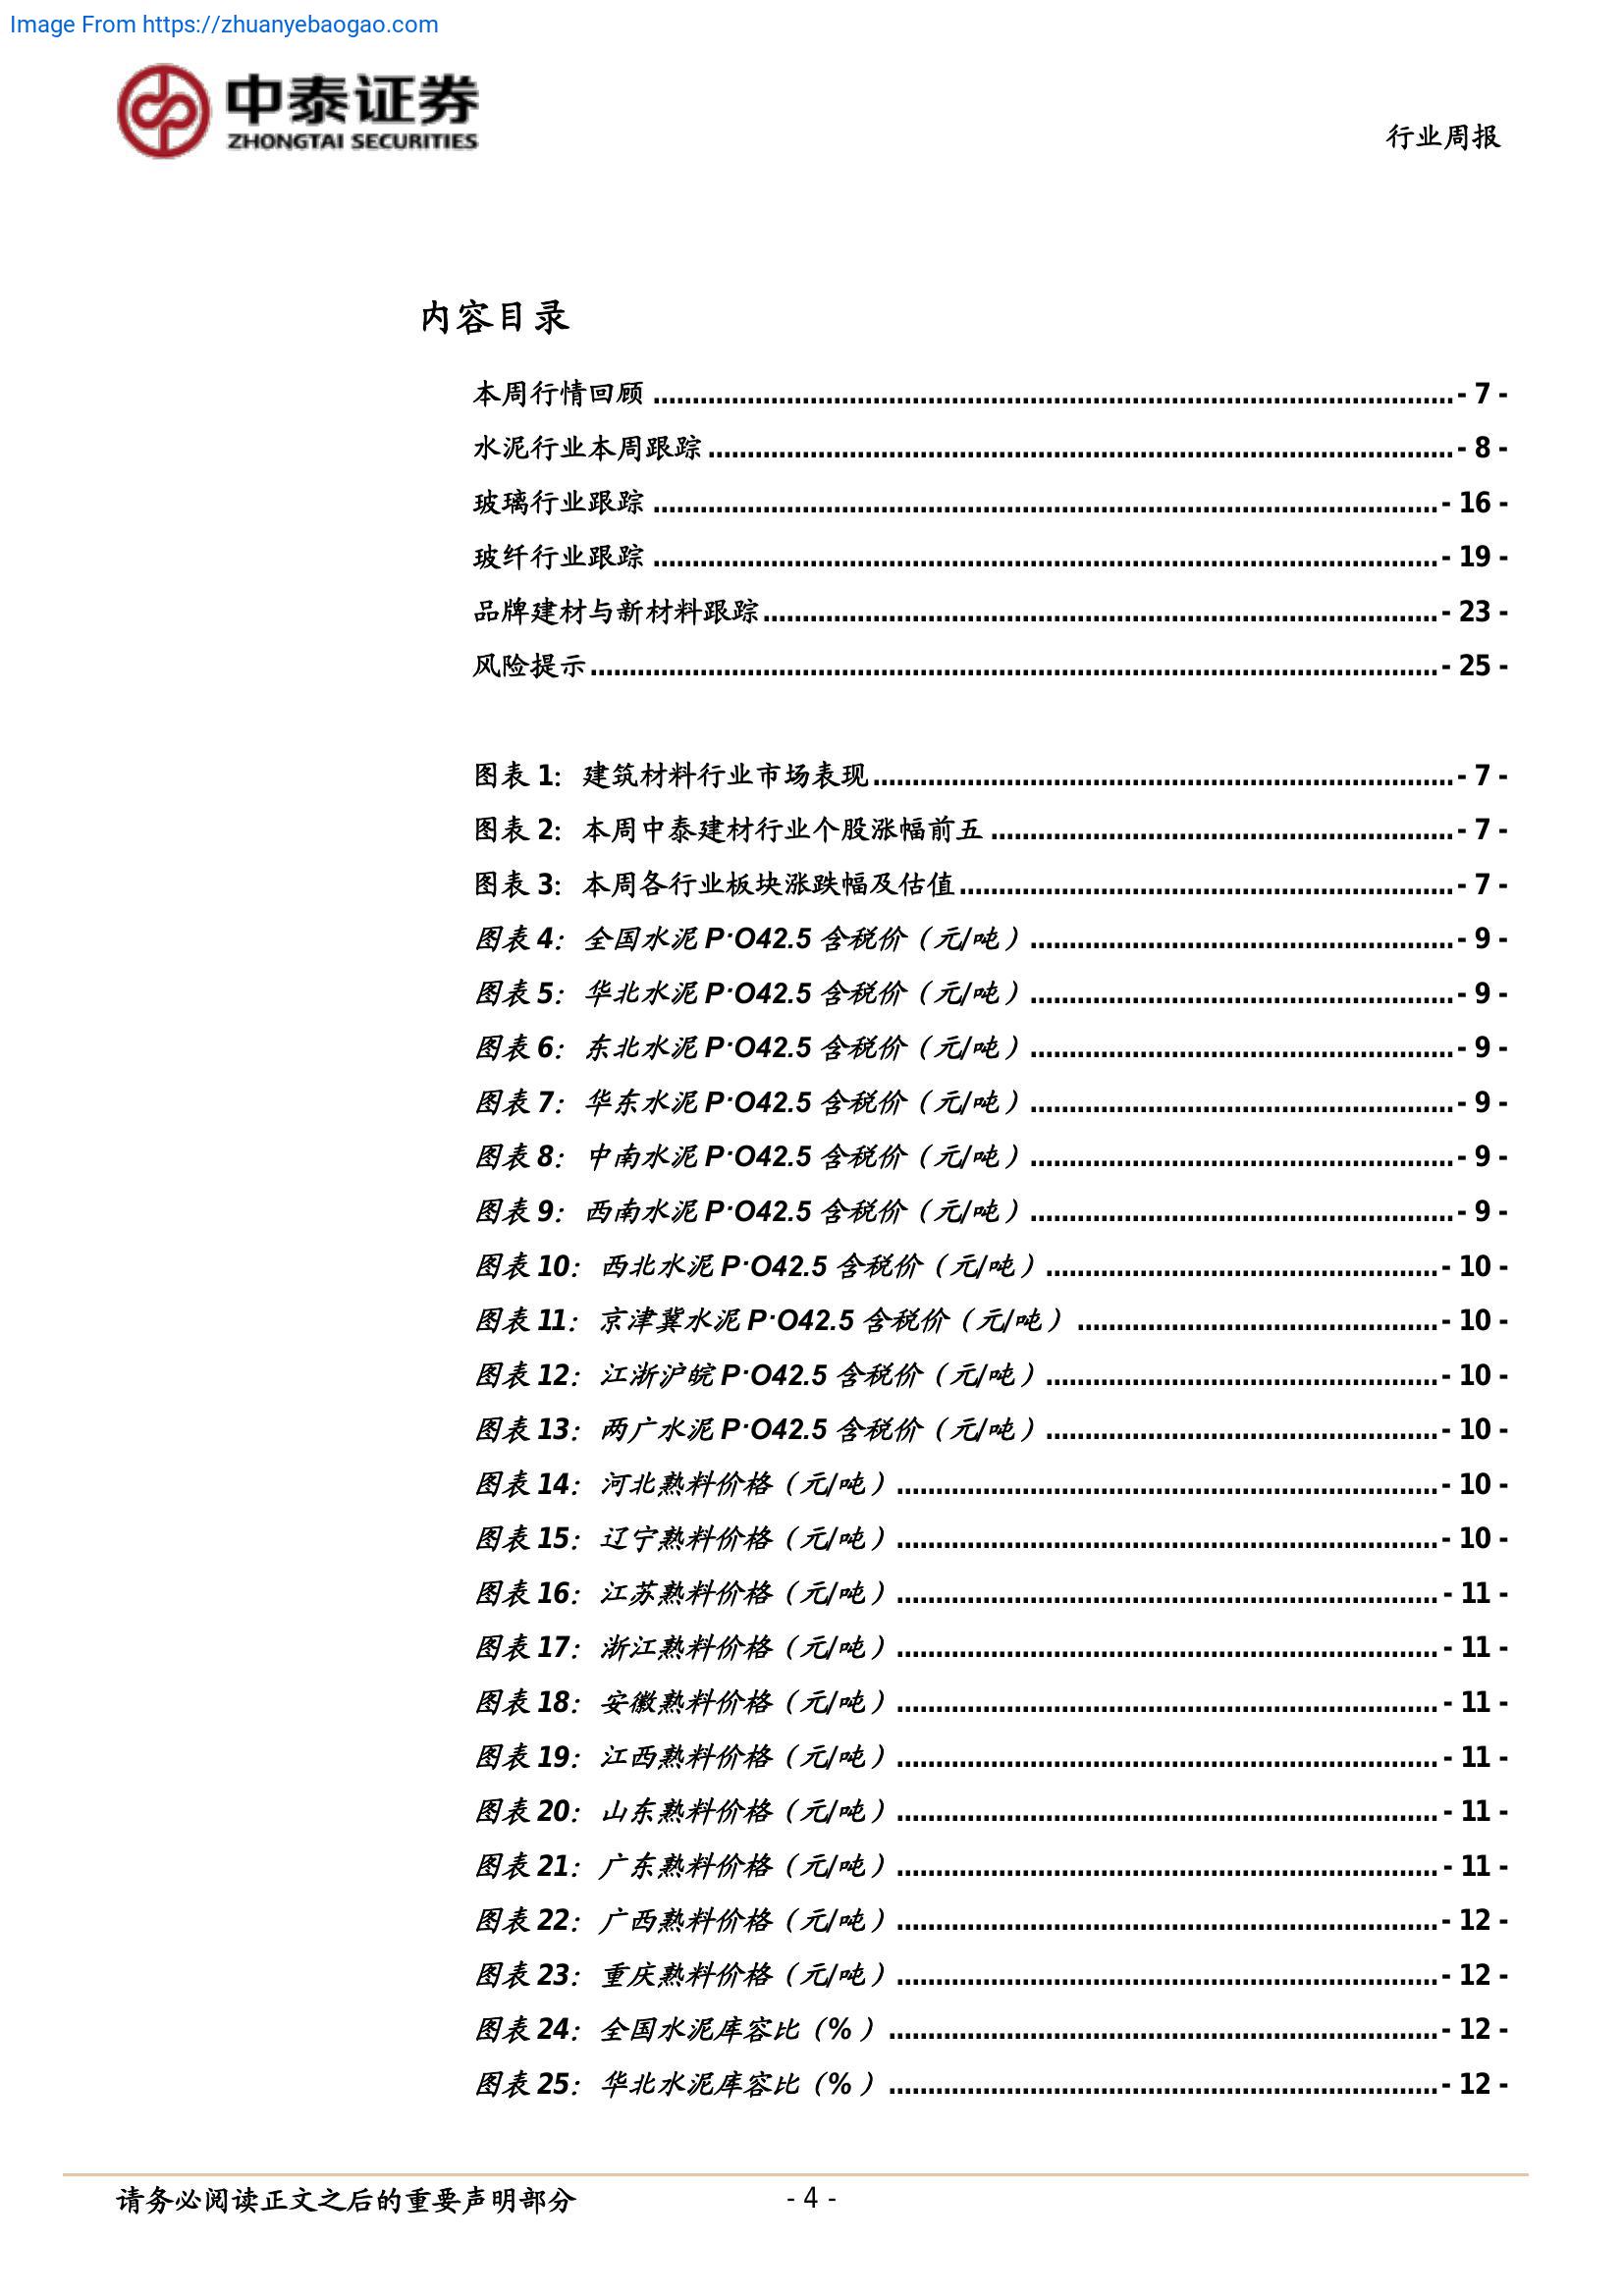 Image From https://zhuanyebaogao.com
中泰证券
ZHONGTAI SECURITIES
行业周报
内容目录
本周行情回顾 - 7 -
水泥行业本周跟踪 - 8 -
玻璃行业跟踪 - 16 -
玻纤行业跟踪 - 19 -
品牌建材与新材料跟踪 - 23 -
风险提示 - 25 -
图表 1：建筑材料行业市场表现 - 7 -
图表 2：本周中泰建材行业个股涨幅前五 - 7 -
图表 3：本周各行业板块涨跌幅及估值 - 7 -
图表 4：全国水泥 P·O42.5 含税价（元/吨） - 9 -
图表 5：华北水泥 P·O42.5 含税价（元/吨） - 9 -
图表 6：东北水泥 P·O42.5 含税价（元/吨） - 9 -
图表 7：华东水泥 P·O42.5 含税价（元/吨） - 9 -
图表 8：中南水泥 P·O42.5 含税价（元/吨） - 9 -
图表 9：西南水泥 P·O42.5 含税价（元/吨） - 9 -
图表 10：西北水泥 P·O42.5 含税价（元/吨） - 10 -
图表 11：京津冀水泥 P·O42.5 含税价（元/吨） - 10 -
图表 12：江浙沪皖 P·O42.5 含税价（元/吨） - 10 -
图表 13：两广水泥 P·O42.5 含税价（元/吨） - 10 -
图表 14：河北熟料价格（元/吨） - 10 -
图表 15：辽宁熟料价格（元/吨） - 10 -
图表 16：江苏熟料价格（元/吨） - 11 -
图表 17：浙江熟料价格（元/吨） - 11 -
图表 18：安徽熟料价格（元/吨） - 11 -
图表 19：江西熟料价格（元/吨） - 11 -
图表 20：山东熟料价格（元/吨） - 11 -
图表 21：广东熟料价格（元/吨） - 11 -
图表 22：广西熟料价格（元/吨） - 12 -
图表 23：重庆熟料价格（元/吨） - 12 -
图表 24：全国水泥库容比（%） - 12 -
图表 25：华北水泥库容比（%） - 12 -
请务必阅读正文之后的重要声明部分
- 4 -